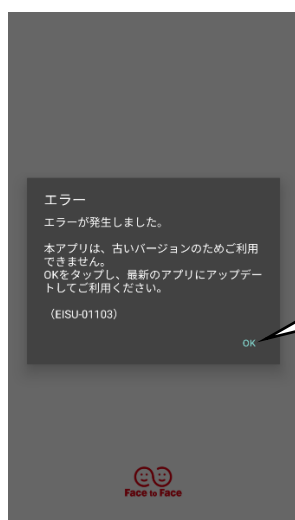 エラー
エラーが発生しました。
本アプリは、古いバージョンのためご利用
できません。
OKをタップし、最新のアプリにアップデー
トしてご利用ください。
（EISU-01103）
OK
Face to Face